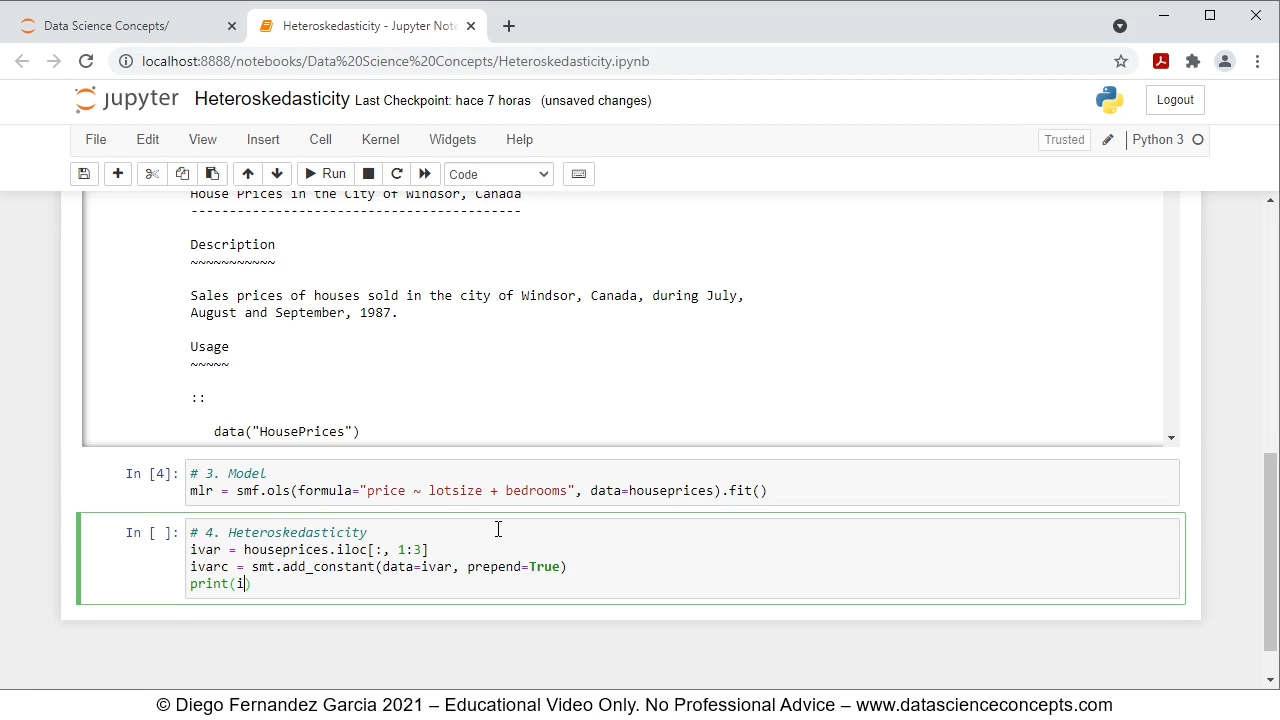 Data Science Concepts/
Heteroskedasticity - Jupyter Note
localhost:8888/notebooks/Data%20Science%20Concepts/Heteroskedasticity.ipynb
jupyter Heteroskedasticity Last Checkpoint: hace 7 horas (unsaved changes)
Logout
File Edit View Insert Cell Kernel Widgets Help
Trusted Python 3
Run Code
House Prices in the City of Windsor, Canada
-------------------------------------------
Description
~~~~~~~~~~~
Sales prices of houses sold in the city of Windsor, Canada, during July,
August and September, 1987.
Usage
~~~~~
::
data("HousePrices")
In [4]: # 3. Model
mlr = smf.ols(formula="price ~ lotsize + bedrooms", data=houseprices).fit()
In [ ]: # 4. Heteroskedasticity
ivar = houseprices.iloc[:, 1:3]
ivarc = smt.add_constant(data=ivar, prepend=True)
print(i)
© Diego Fernandez Garcia 2021 – Educational Video Only. No Professional Advice – www.datascienceconcepts.com